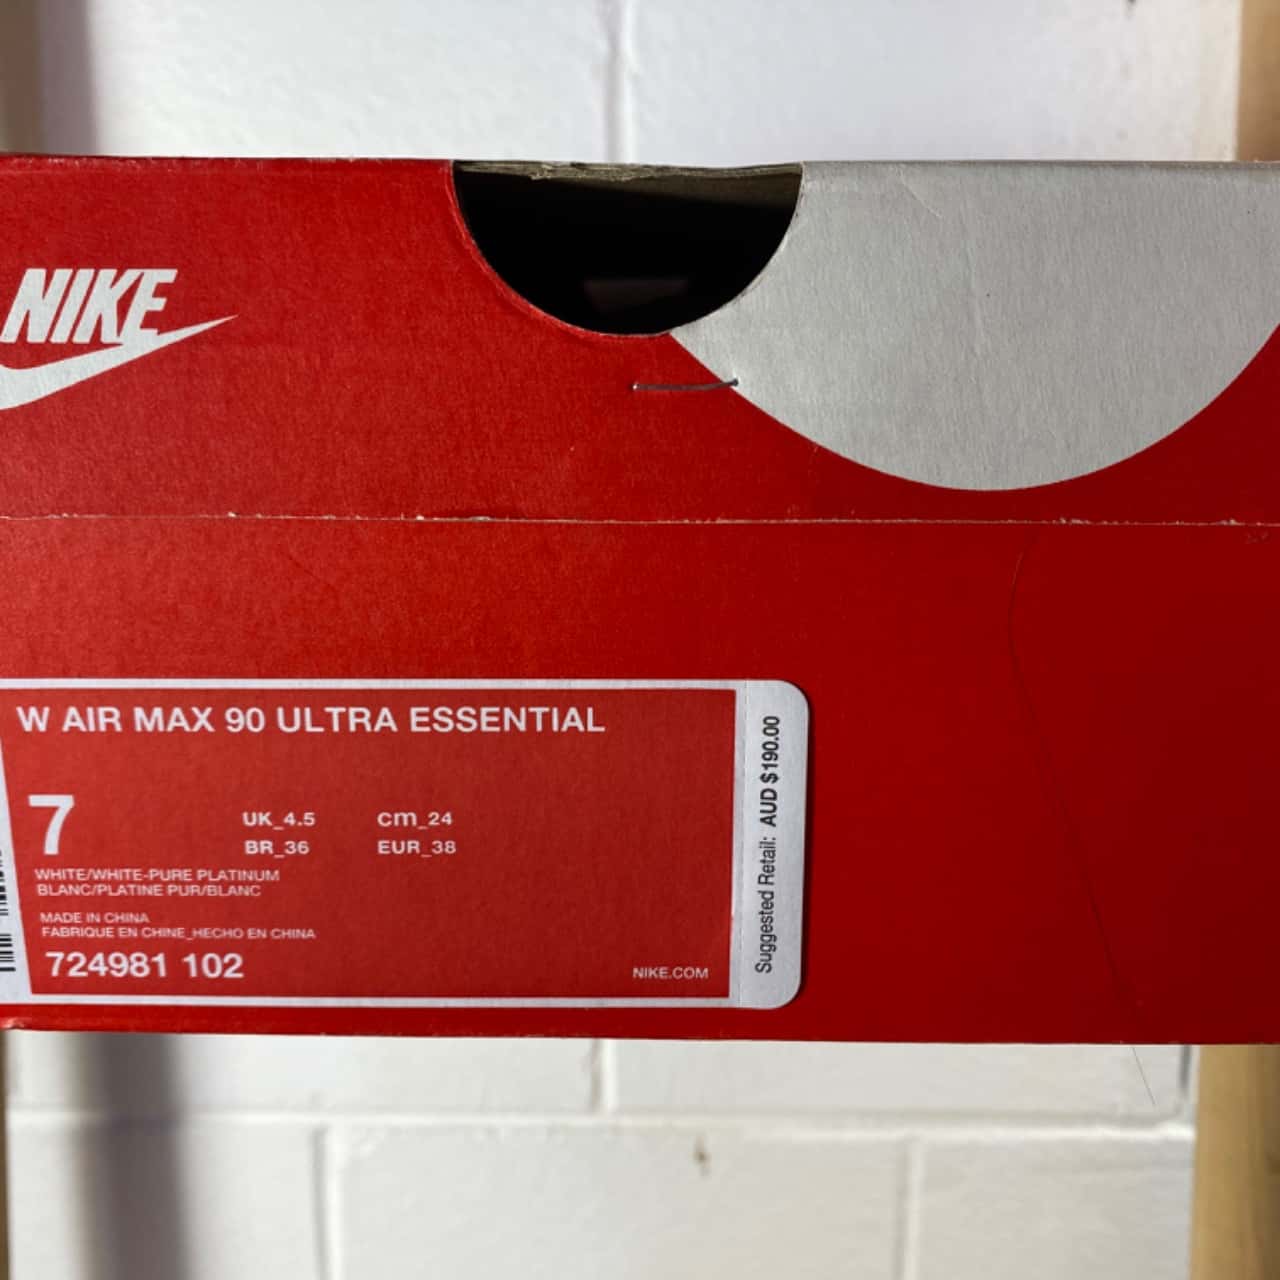 NIKE
W AIR MAX 90 ULTRA ESSENTIAL
7
UK_4.5 cm_24
BR_36 EUR_38
WHITE/WHITE-PURE PLATINUM
BLANC/PLATINE PUR/BLANC
MADE IN CHINA
FABRIQUE EN CHINE_HECHO EN CHINA
724981 102
NIKE.COM
Suggested Retail: AUD $190.00